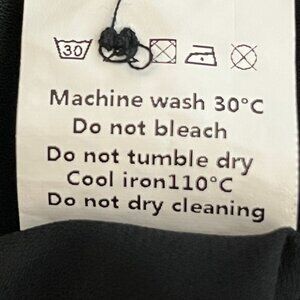 30
Machine wash 30°C
Do not bleach
Do not tumble dry
Cool iron110°C
Do not dry cleaning